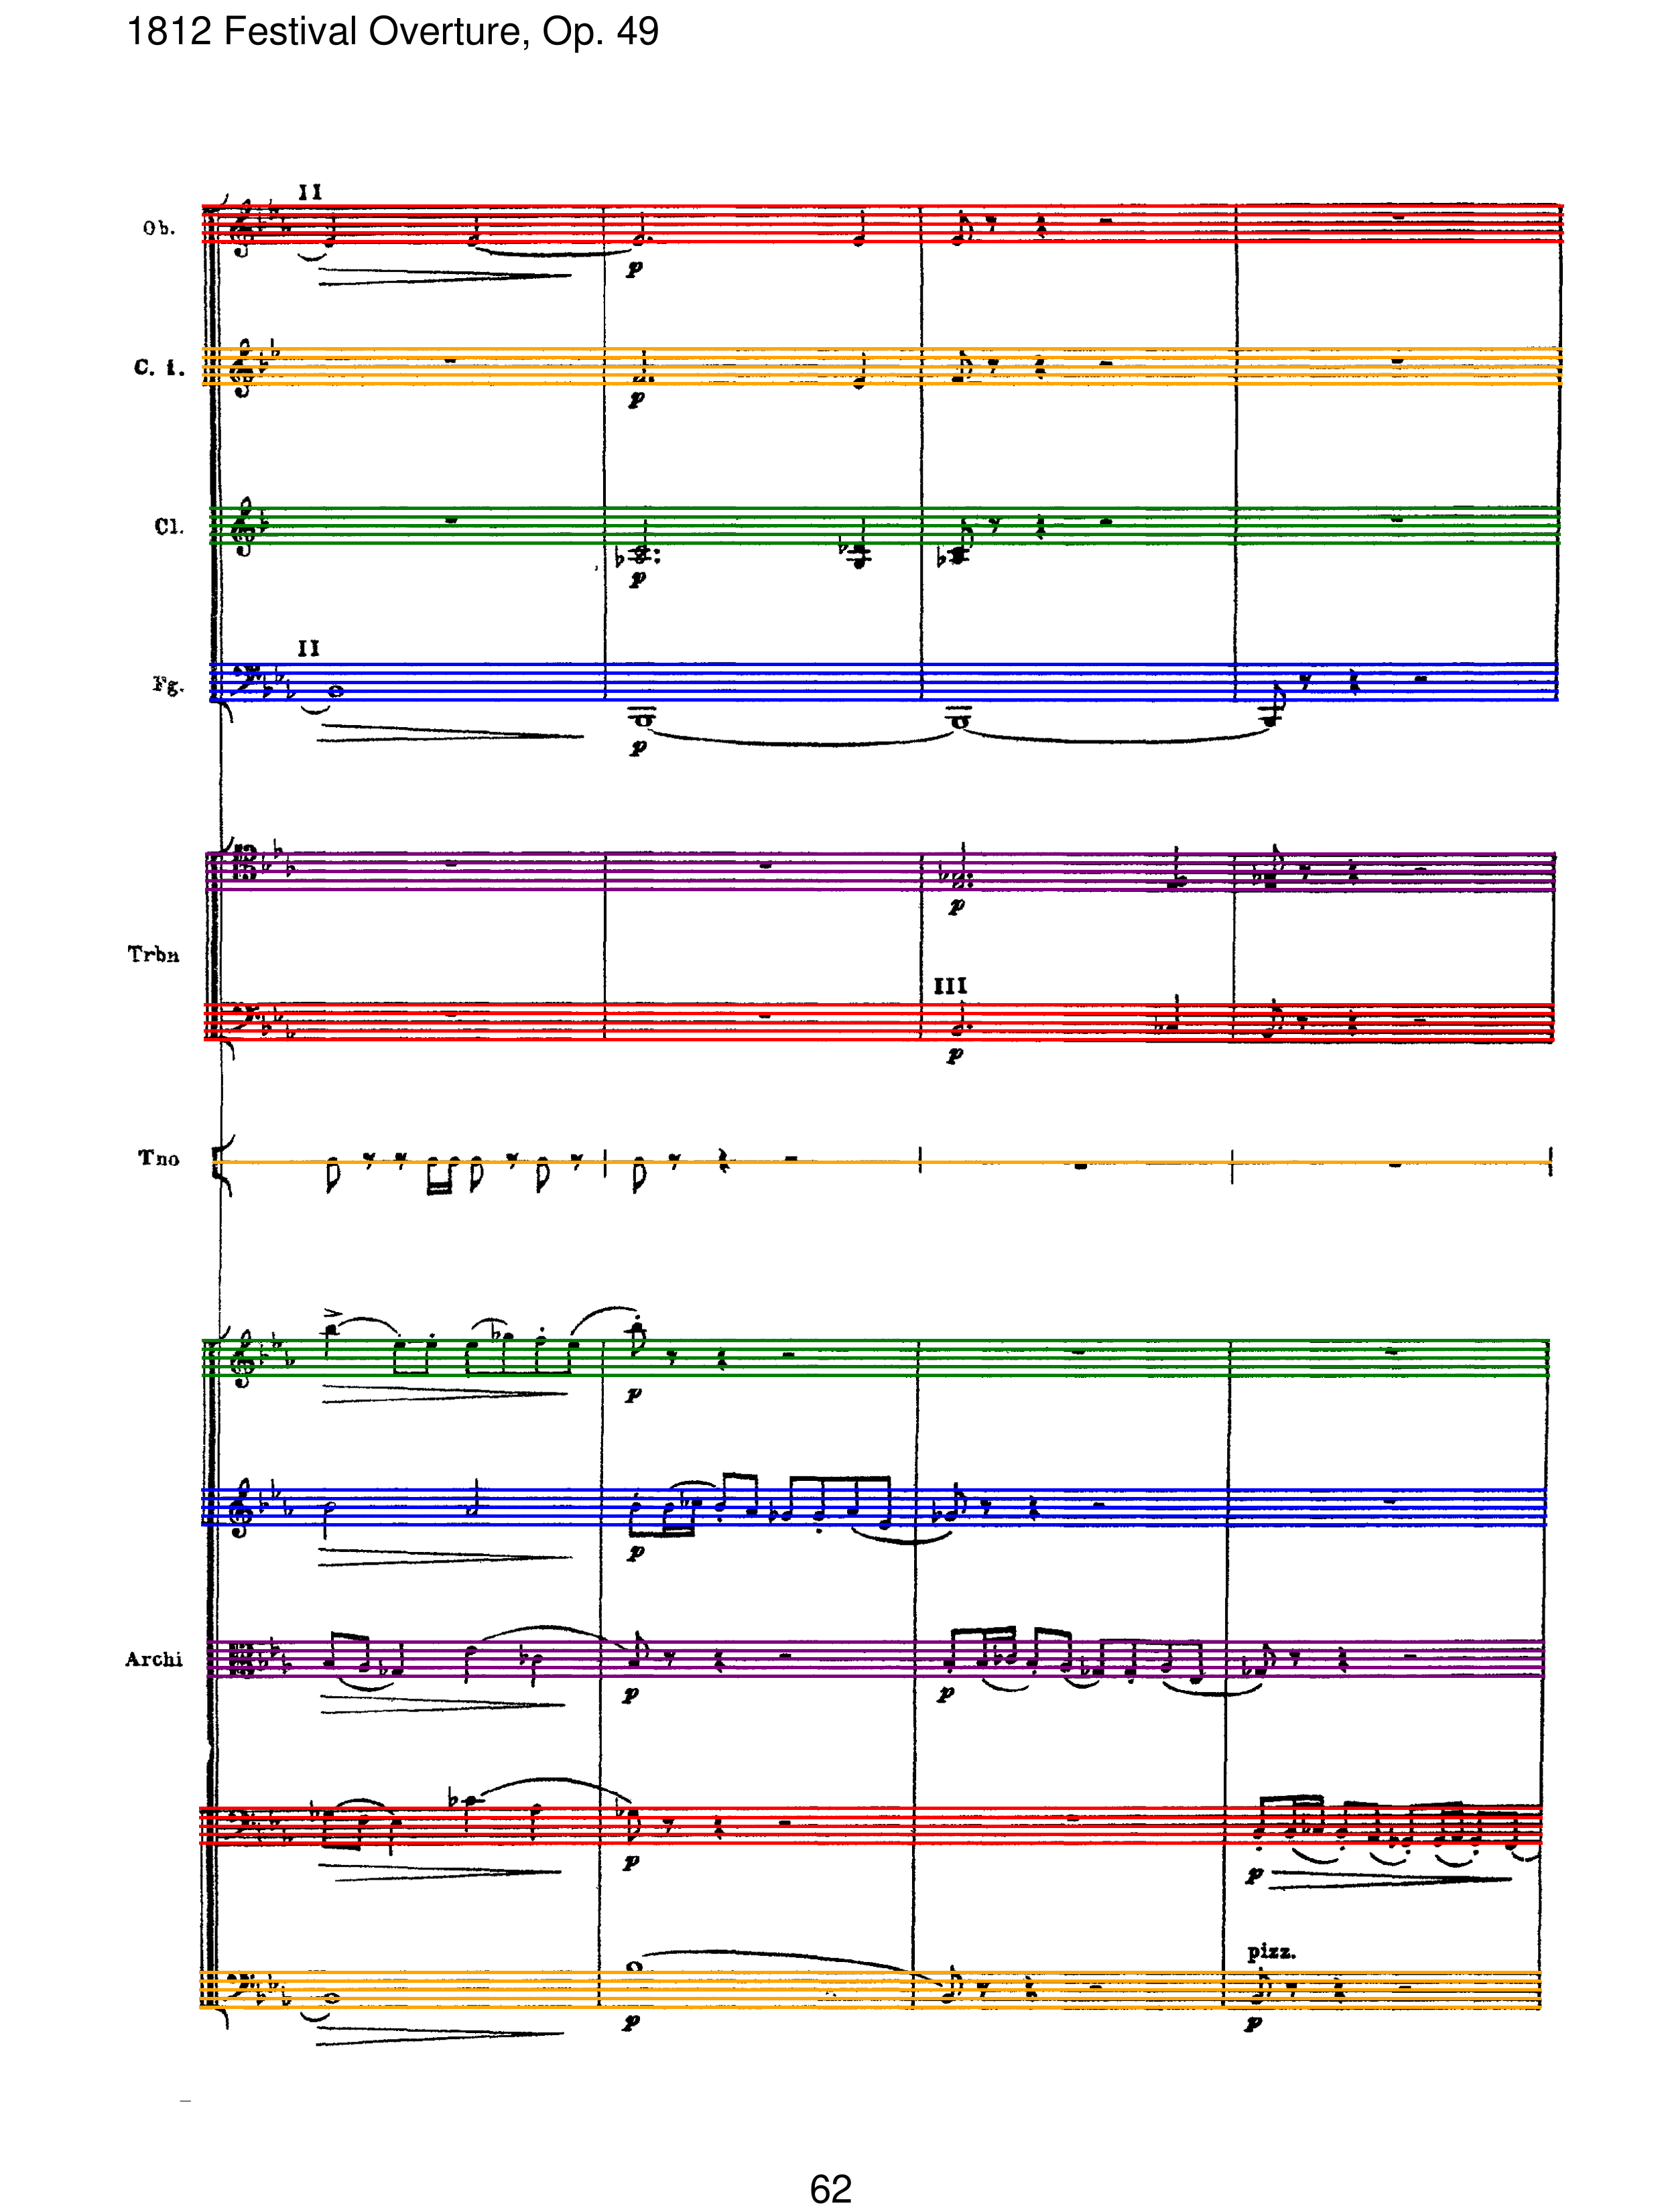 1812 Festival Overture, Op. 49
II
Ob.
p
C. i.
p
Cl.
p
II
Fg.
p
p
Trbn
III
p
Tno
p
p
Archi
p
p
p
p
pizz.
p
p
62